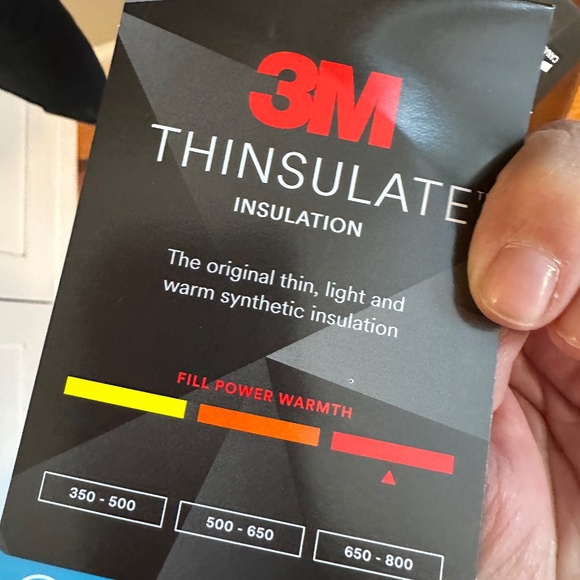 3M
THINSULATE
INSULATION
The original thin, light and
warm synthetic insulation
FILL POWER WARMTH
350 - 500
500 - 650
650 - 800